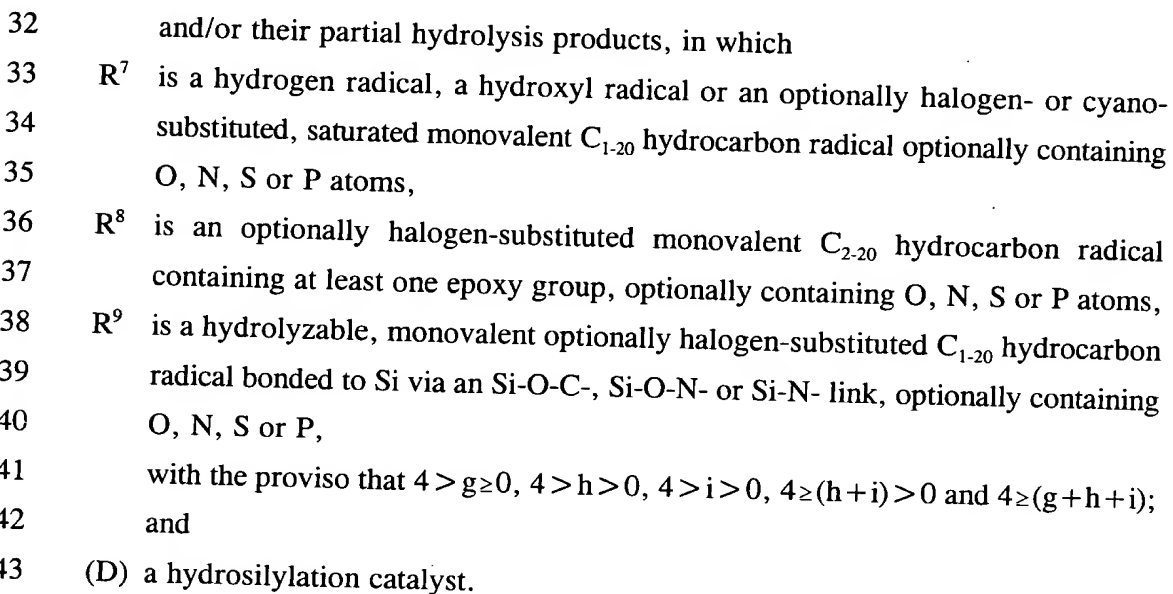 32 and/or their partial hydrolysis products, in which
33 R⁷ is a hydrogen radical, a hydroxyl radical or an optionally halogen- or cyano-
34 substituted, saturated monovalent C₁₋₂₀ hydrocarbon radical optionally containing
35 O, N, S or P atoms,
36 R⁸ is an optionally halogen-substituted monovalent C₂₋₂₀ hydrocarbon radical
37 containing at least one epoxy group, optionally containing O, N, S or P atoms,
38 R⁹ is a hydrolyzable, monovalent optionally halogen-substituted C₁₋₂₀ hydrocarbon
39 radical bonded to Si via an Si-O-C-, Si-O-N- or Si-N- link, optionally containing
40 O, N, S or P,
41 with the proviso that 4>g≥0, 4>h>0, 4>i>0, 4≥(h+i)>0 and 4≥(g+h+i);
42 and
43 (D) a hydrosilylation catalyst.